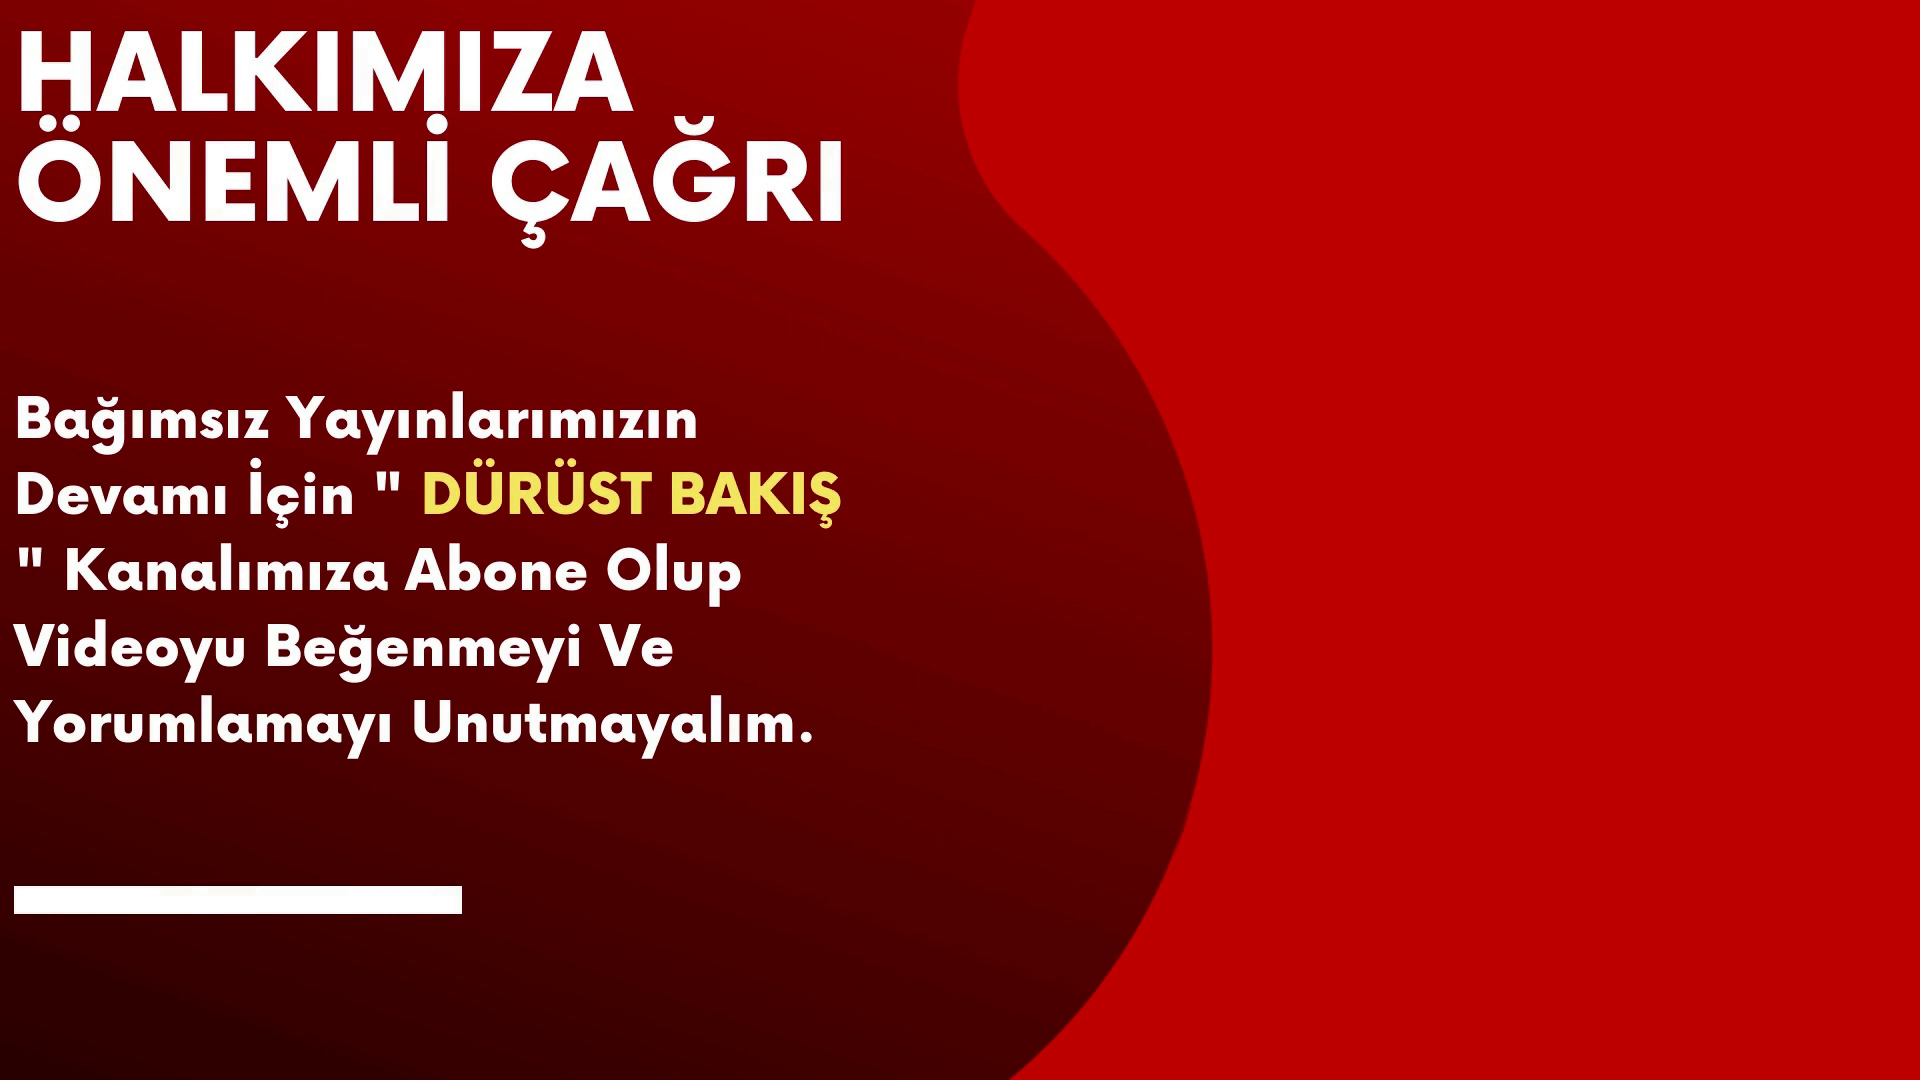 HALKIMIZA
ÖNEMLİ ÇAĞRI
Bağımsız Yayınlarımızın
Devamı İçin " DÜRÜST BAKIŞ
" Kanalımıza Abone Olup
Videoyu Beğenmeyi Ve
Yorumlamayı Unutmayalım.